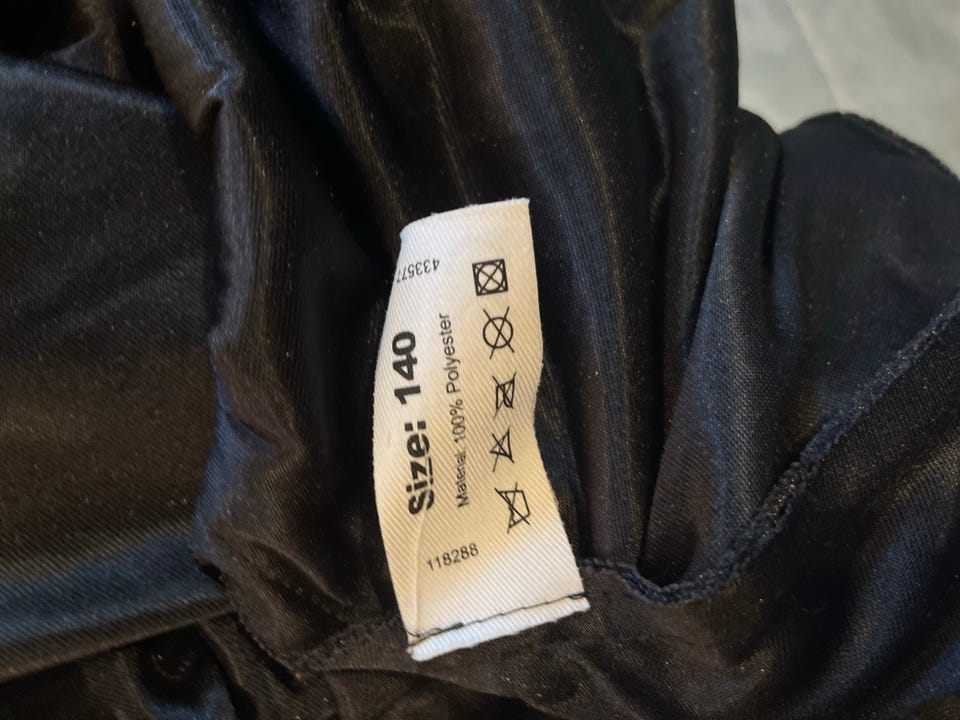 118288
Size: 140
Material: 100% Polyester